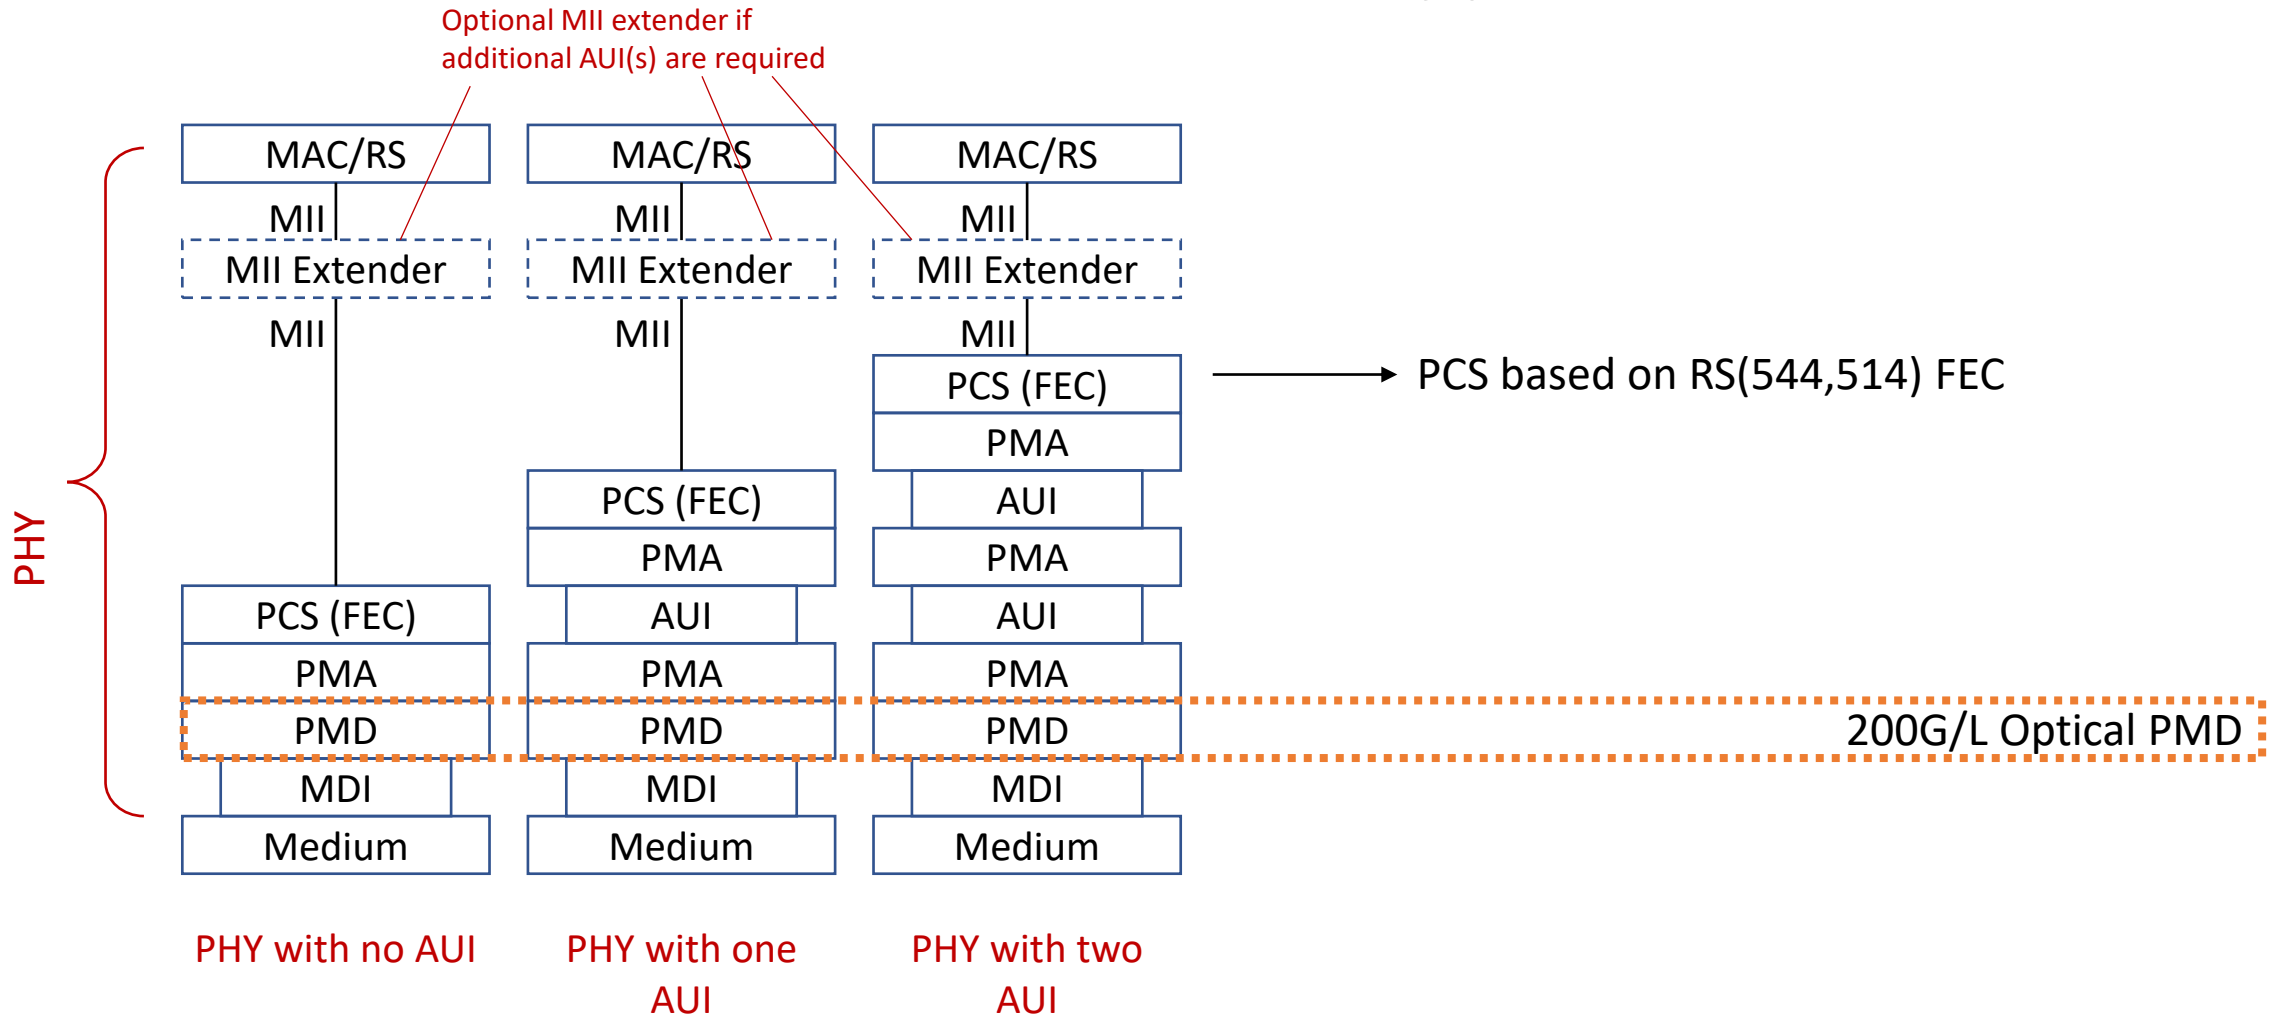 Optional MII extender if
additional AUI(s) are required
MAC/RS
MAC/RS
MAC/RS
MII
MII
MII
MII Extender
MII Extender
MII Extender
MII
MII
MII
PCS (FEC)
PCS based on RS(544,514) FEC
PMA
PCS (FEC)
AUI
PHY
PMA
PMA
PCS (FEC)
AUI
AUI
PMA
PMA
PMA
PMD
PMD
PMD
200G/L Optical PMD
MDI
MDI
MDI
Medium
Medium
Medium
PHY with no AUI
PHY with one
AUI
PHY with two
AUI